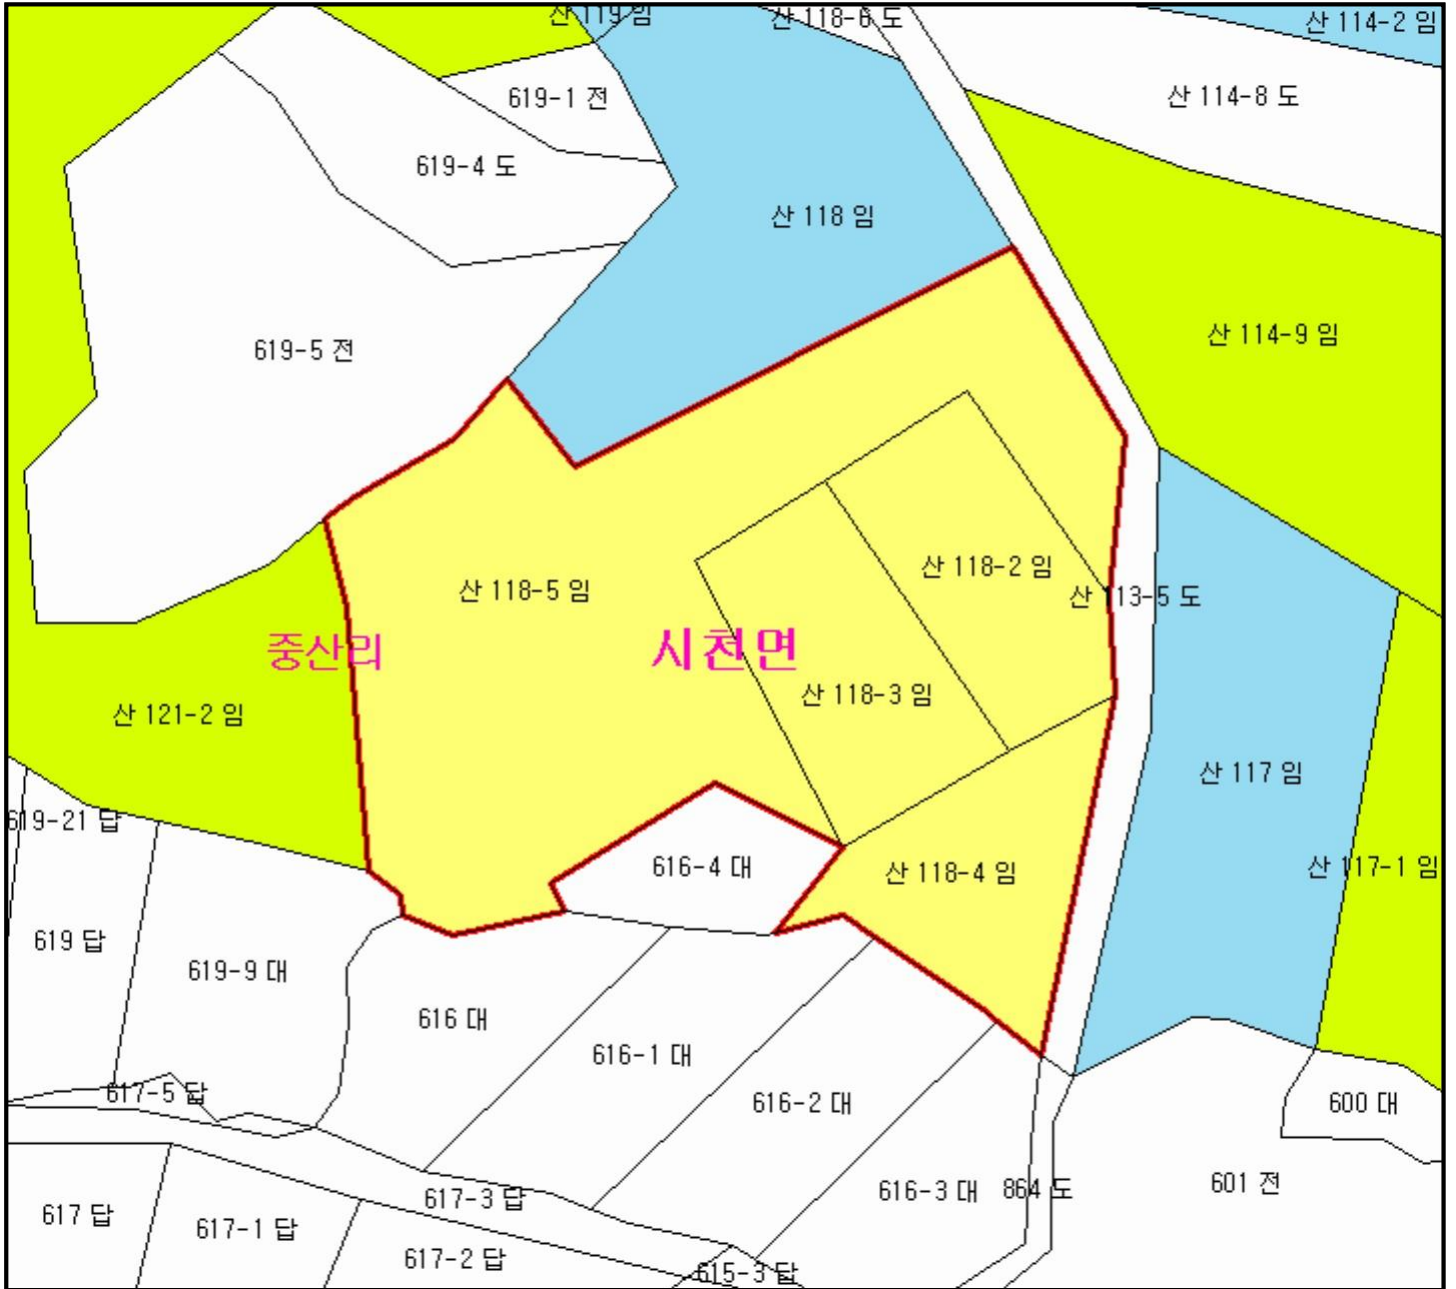 산 119 임
산 118-6 도
산 114-2 임
619-1 전
산 114-8 도
619-4 도
산 118 임
산 114-9 임
619-5 전
산 118-2 임
산 118-5 임
산 113-5 도
중산리
시천면
산 118-3 임
산 121-2 임
산 117 임
619-21 답
616-4 대
산 118-4 임
산 117-1 임
619 답
619-9 대
616 대
616-1 대
617-5 답
616-2 대
600 대
617-3 답
616-3 대
864 도
601 전
617 답
617-1 답
617-2 답
615-3 답